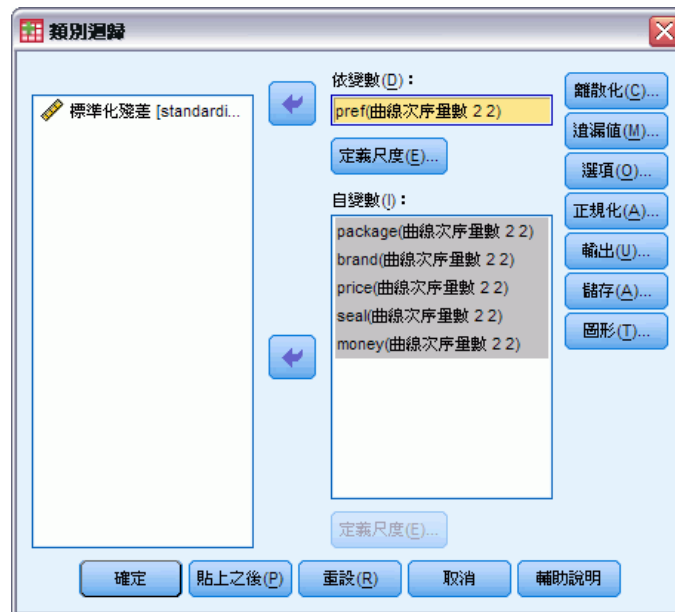 類別迴歸
標準化殘差 [standardi...
依變數(D)：
pref(曲線次序量數 2 2)
定義尺度(E)...
自變數(I)：
package(曲線次序量數 2 2)
brand(曲線次序量數 2 2)
price(曲線次序量數 2 2)
seal(曲線次序量數 2 2)
money(曲線次序量數 2 2)
定義尺度(E)...
離散化(C)...
遺漏值(M)...
選項(O)...
正規化(A)...
輸出(U)...
儲存(A)...
圖形(T)...
確定
貼上之後(P)
重設(R)
取消
輔助說明